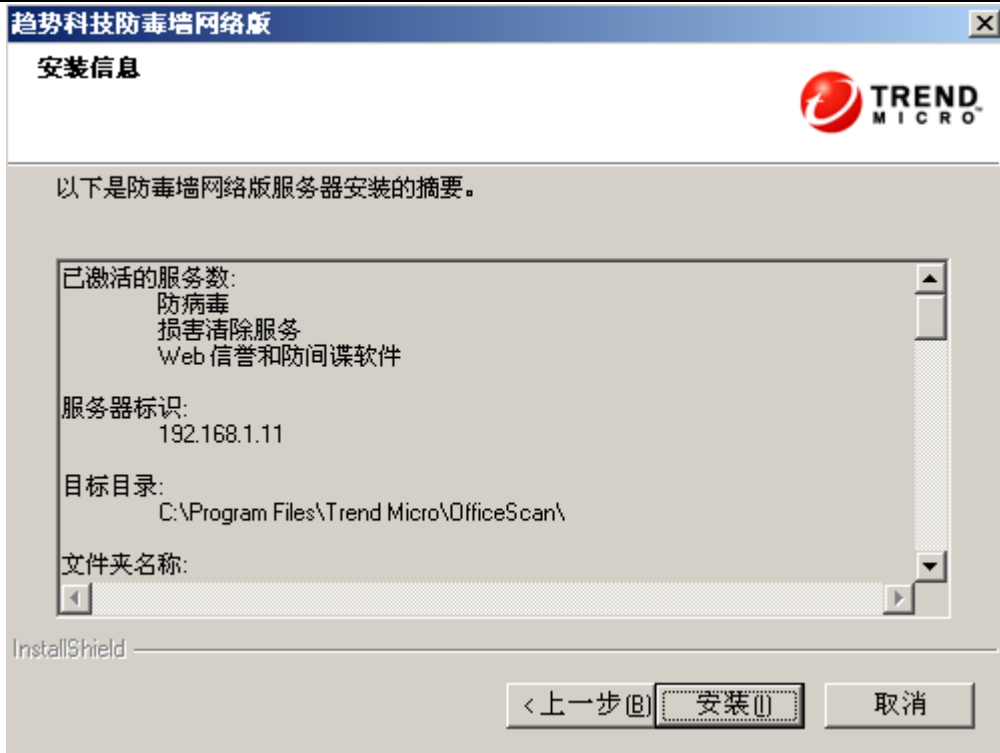 趋势科技防毒墙网络版
安装信息
TREND
MICRO
以下是防毒墙网络版服务器安装的摘要。
已激活的服务数:
防病毒
损害清除服务
Web 信誉和防间谍软件
服务器标识:
192.168.1.11
目标目录:
C:\Program Files\Trend Micro\OfficeScan\
文件夹名称:
InstallShield
<上一步(B) 安装(I) 取消